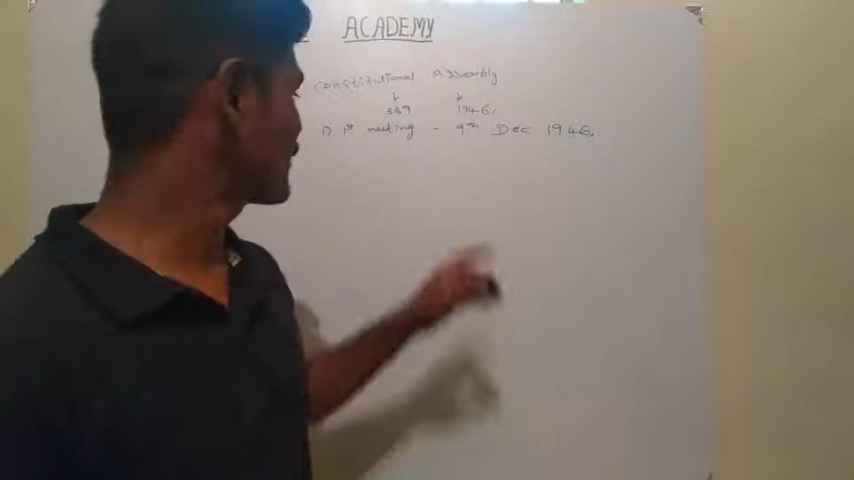 ACADEMY
Constitutional Assembly
↓ ↓
389 1946
1) 1st meeting - 9th Dec 1946.